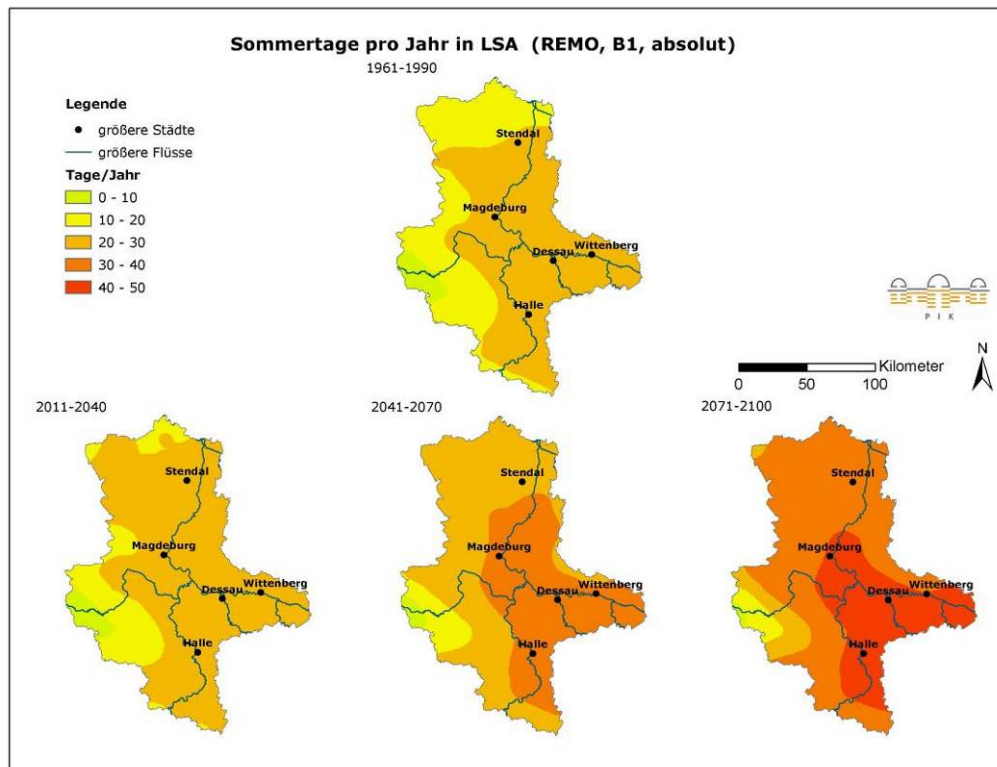 Sommertage pro Jahr in LSA (REMO, B1, absolut)
1961-1990
Legende
größere Städte
größere Flüsse
Tage/Jahr
0 - 10
10 - 20
20 - 30
30 - 40
40 - 50
Stendal
Magdeburg
Dessau
Wittenberg
Halle
P I K
N
Kilometer
0 50 100
2011-2040
Stendal
Magdeburg
Dessau
Wittenberg
Halle
2041-2070
Stendal
Magdeburg
Dessau
Wittenberg
Halle
2071-2100
Stendal
Magdeburg
Dessau
Wittenberg
Halle